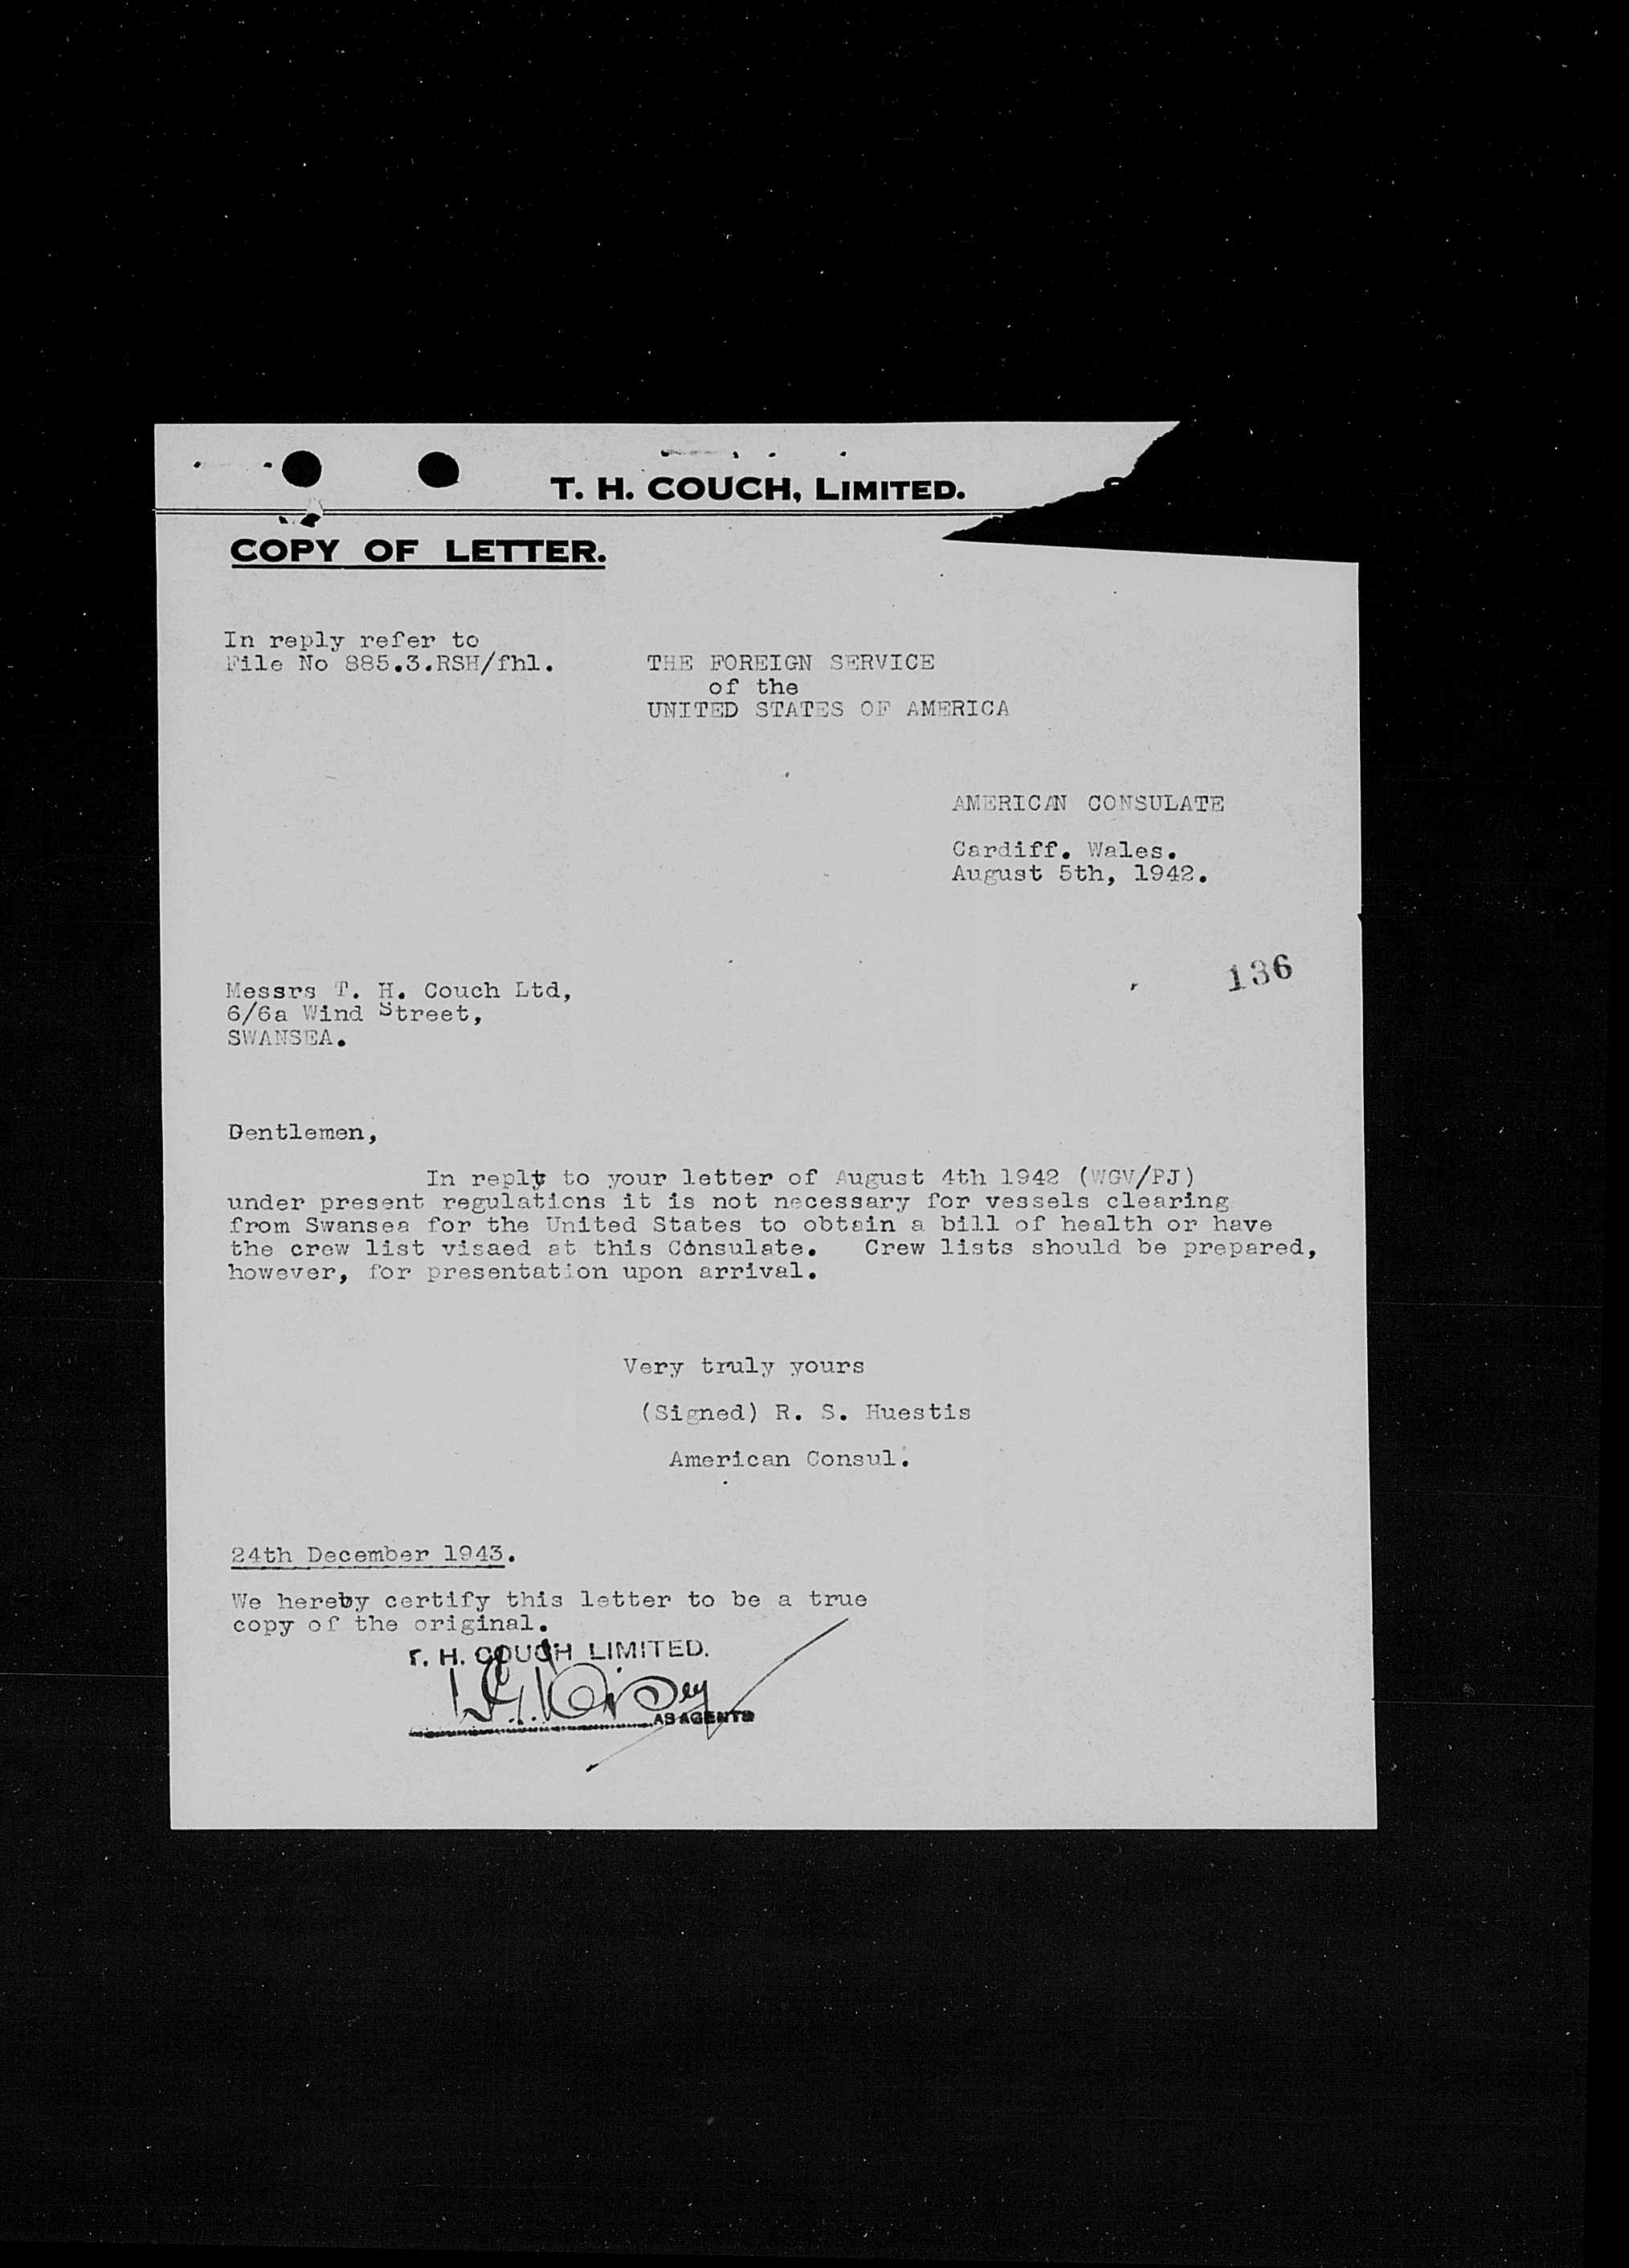 T. H. COUCH, LIMITED.
COPY OF LETTER.
In reply refer to
File No 885.3.RSH/fhl.
THE FOREIGN SERVICE
of the
UNITED STATES OF AMERICA
AMERICAN CONSULATE
Cardiff. Wales.
August 5th, 1942.
136
Messrs T. H. Couch Ltd,
6/6a Wind Street,
SWANSEA.
Gentlemen,
In reply to your letter of August 4th 1942 (WGV/PJ)
under present regulations it is not necessary for vessels clearing
from Swansea for the United States to obtain a bill of health or have
the crew list visaed at this Consulate. Crew lists should be prepared,
however, for presentation upon arrival.
Very truly yours
(Signed) R. S. Huestis
American Consul.
24th December 1943.
We hereby certify this letter to be a true
copy of the original.
T. H. COUCH LIMITED.
AS AGENTS